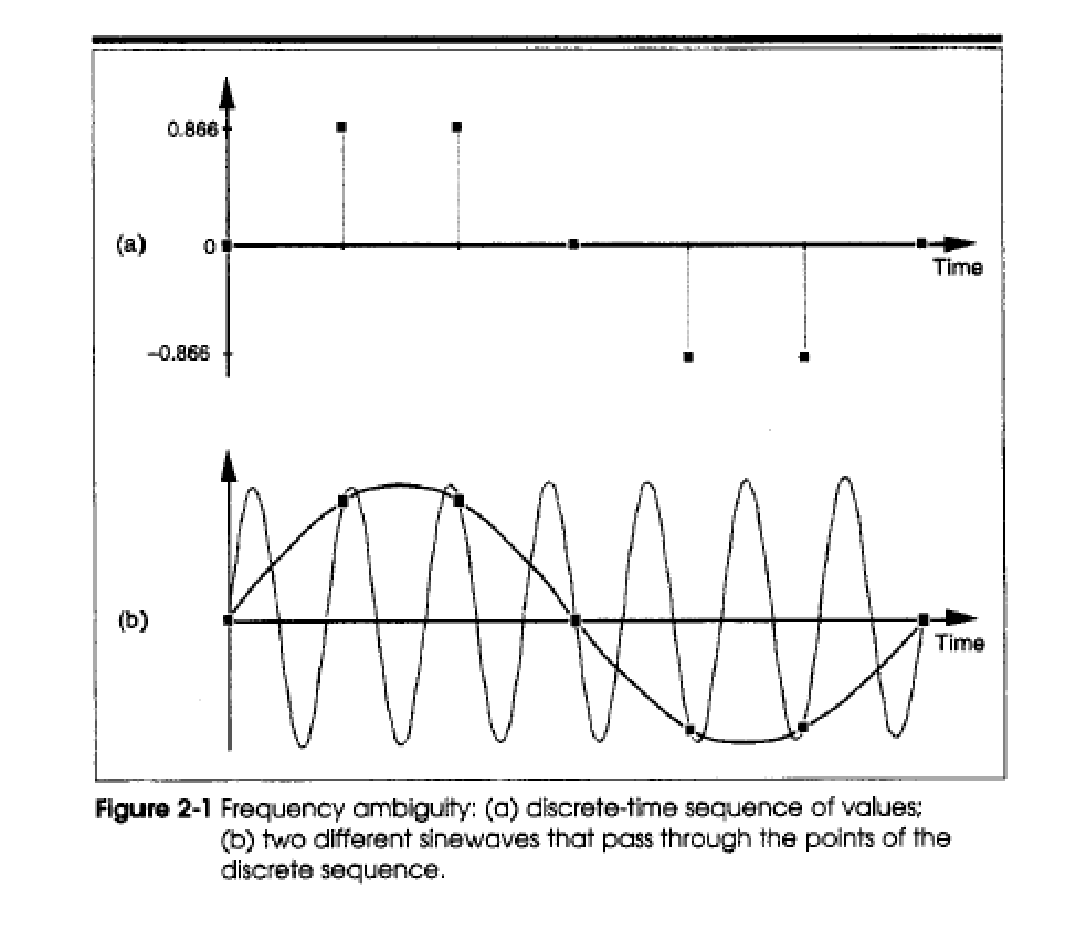 0.866
(a)
0
Time
−0.866
(b)
Time
Figure 2-1 Frequency ambiguity: (a) discrete-time sequence of values;
(b) two different sinewaves that pass through the points of the
discrete sequence.